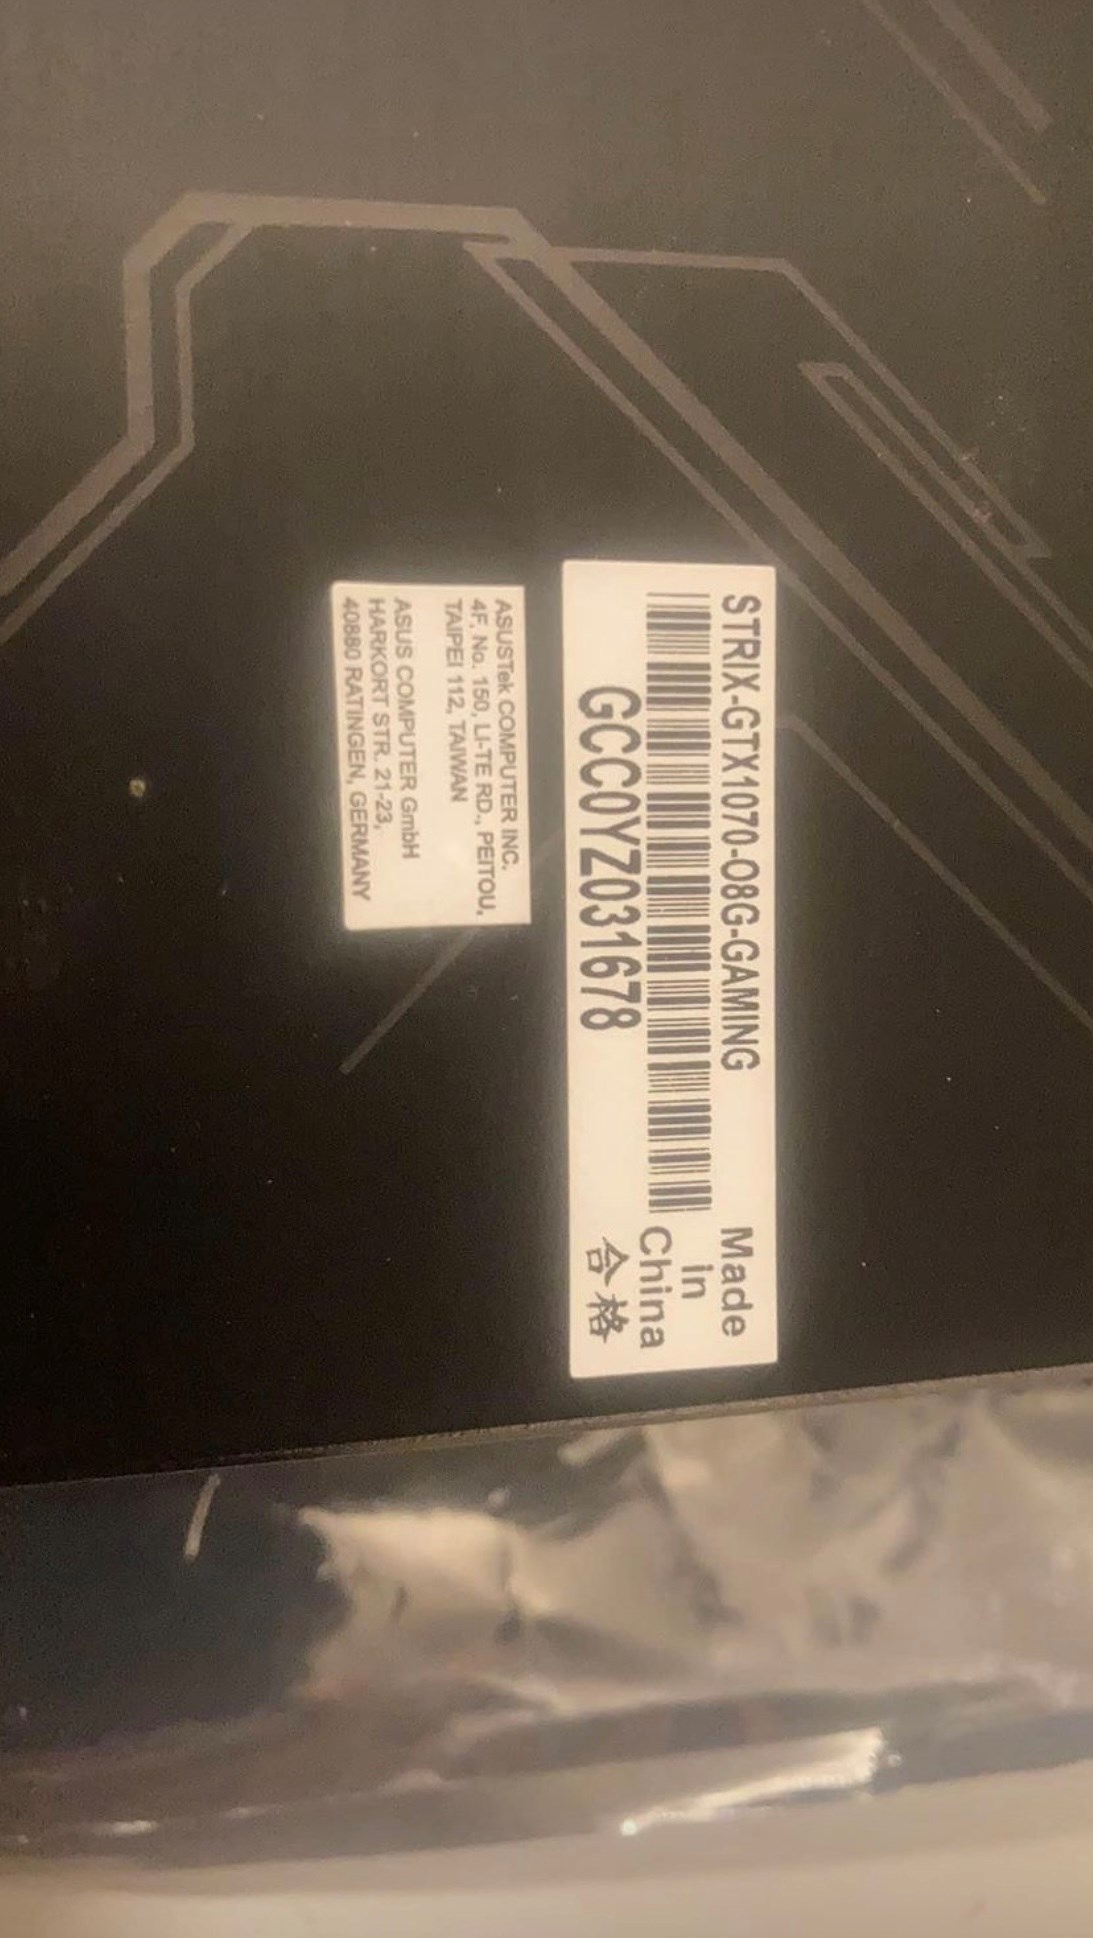 STRIX-GTX1070-O8G-GAMING
GCC0YZ031678
Made
in
China
合格
ASUSTek COMPUTER INC.
4F, No. 150, LI-TE RD., PEITOU,
TAIPEI 112, TAIWAN
ASUS COMPUTER GmbH
HARKORT STR. 21-23,
40880 RATINGEN, GERMANY